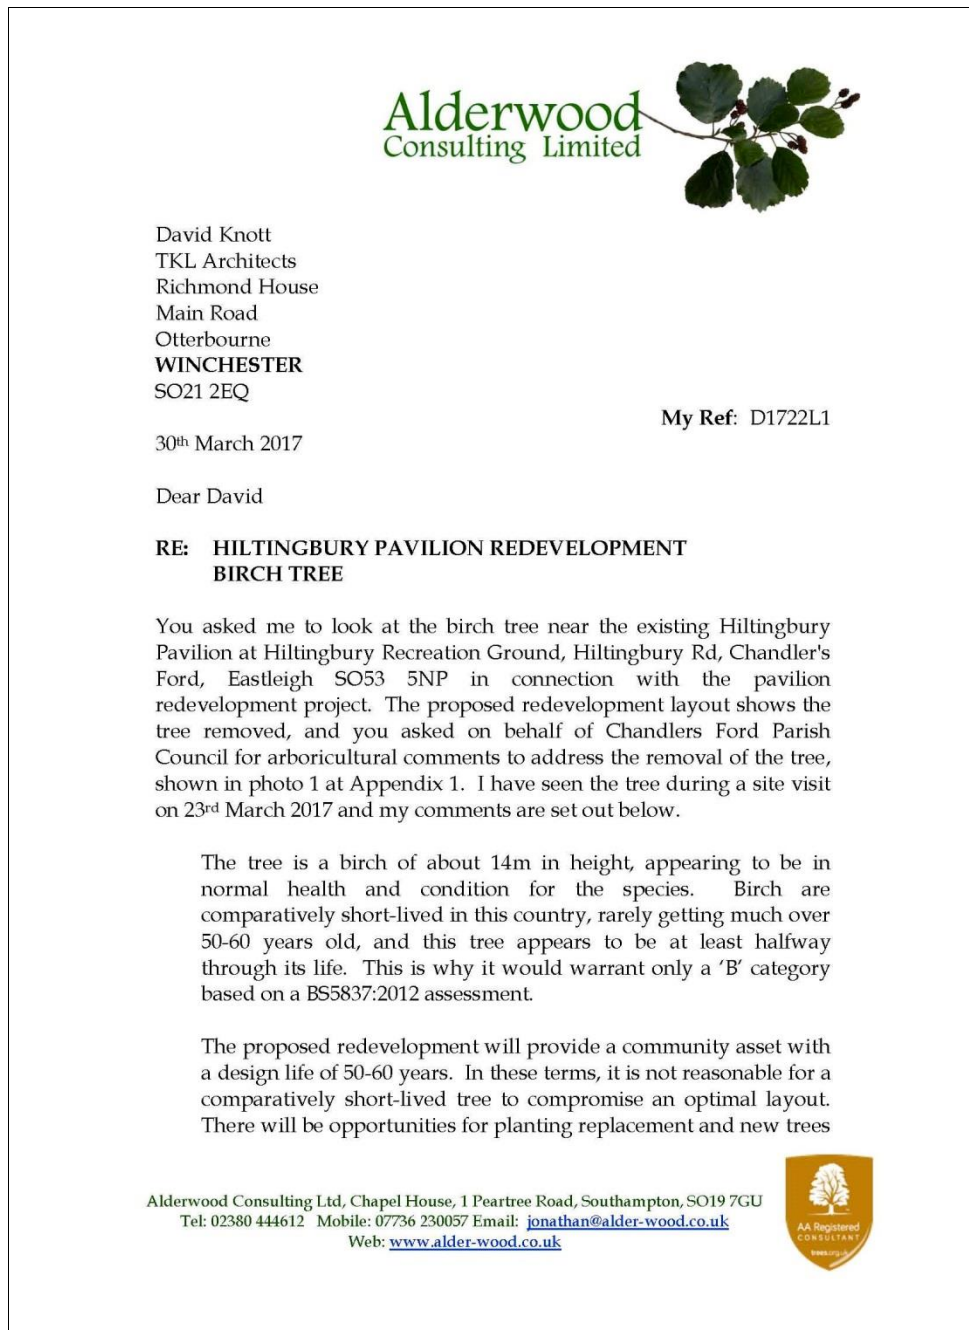 Alderwood
Consulting Limited
David Knott
TKL Architects
Richmond House
Main Road
Otterbourne
WINCHESTER
SO21 2EQ
My Ref: D1722L1
30th March 2017
Dear David
RE: HILTINGBURY PAVILION REDEVELOPMENT
BIRCH TREE
You asked me to look at the birch tree near the existing Hiltingbury
Pavilion at Hiltingbury Recreation Ground, Hiltingbury Rd, Chandler's
Ford, Eastleigh SO53 5NP in connection with the pavilion
redevelopment project. The proposed redevelopment layout shows the
tree removed, and you asked on behalf of Chandlers Ford Parish
Council for arboricultural comments to address the removal of the tree,
shown in photo 1 at Appendix 1. I have seen the tree during a site visit
on 23rd March 2017 and my comments are set out below.
The tree is a birch of about 14m in height, appearing to be in
normal health and condition for the species. Birch are
comparatively short-lived in this country, rarely getting much over
50-60 years old, and this tree appears to be at least halfway
through its life. This is why it would warrant only a ‘B’ category
based on a BS5837:2012 assessment.
The proposed redevelopment will provide a community asset with
a design life of 50-60 years. In these terms, it is not reasonable for a
comparatively short-lived tree to compromise an optimal layout.
There will be opportunities for planting replacement and new trees
Alderwood Consulting Ltd, Chapel House, 1 Peartree Road, Southampton, SO19 7GU
Tel: 02380 444612 Mobile: 07736 230057 Email: jonathan@alder-wood.co.uk
Web: www.alder-wood.co.uk
AA Registered
CONSULTANT
trees.org.uk